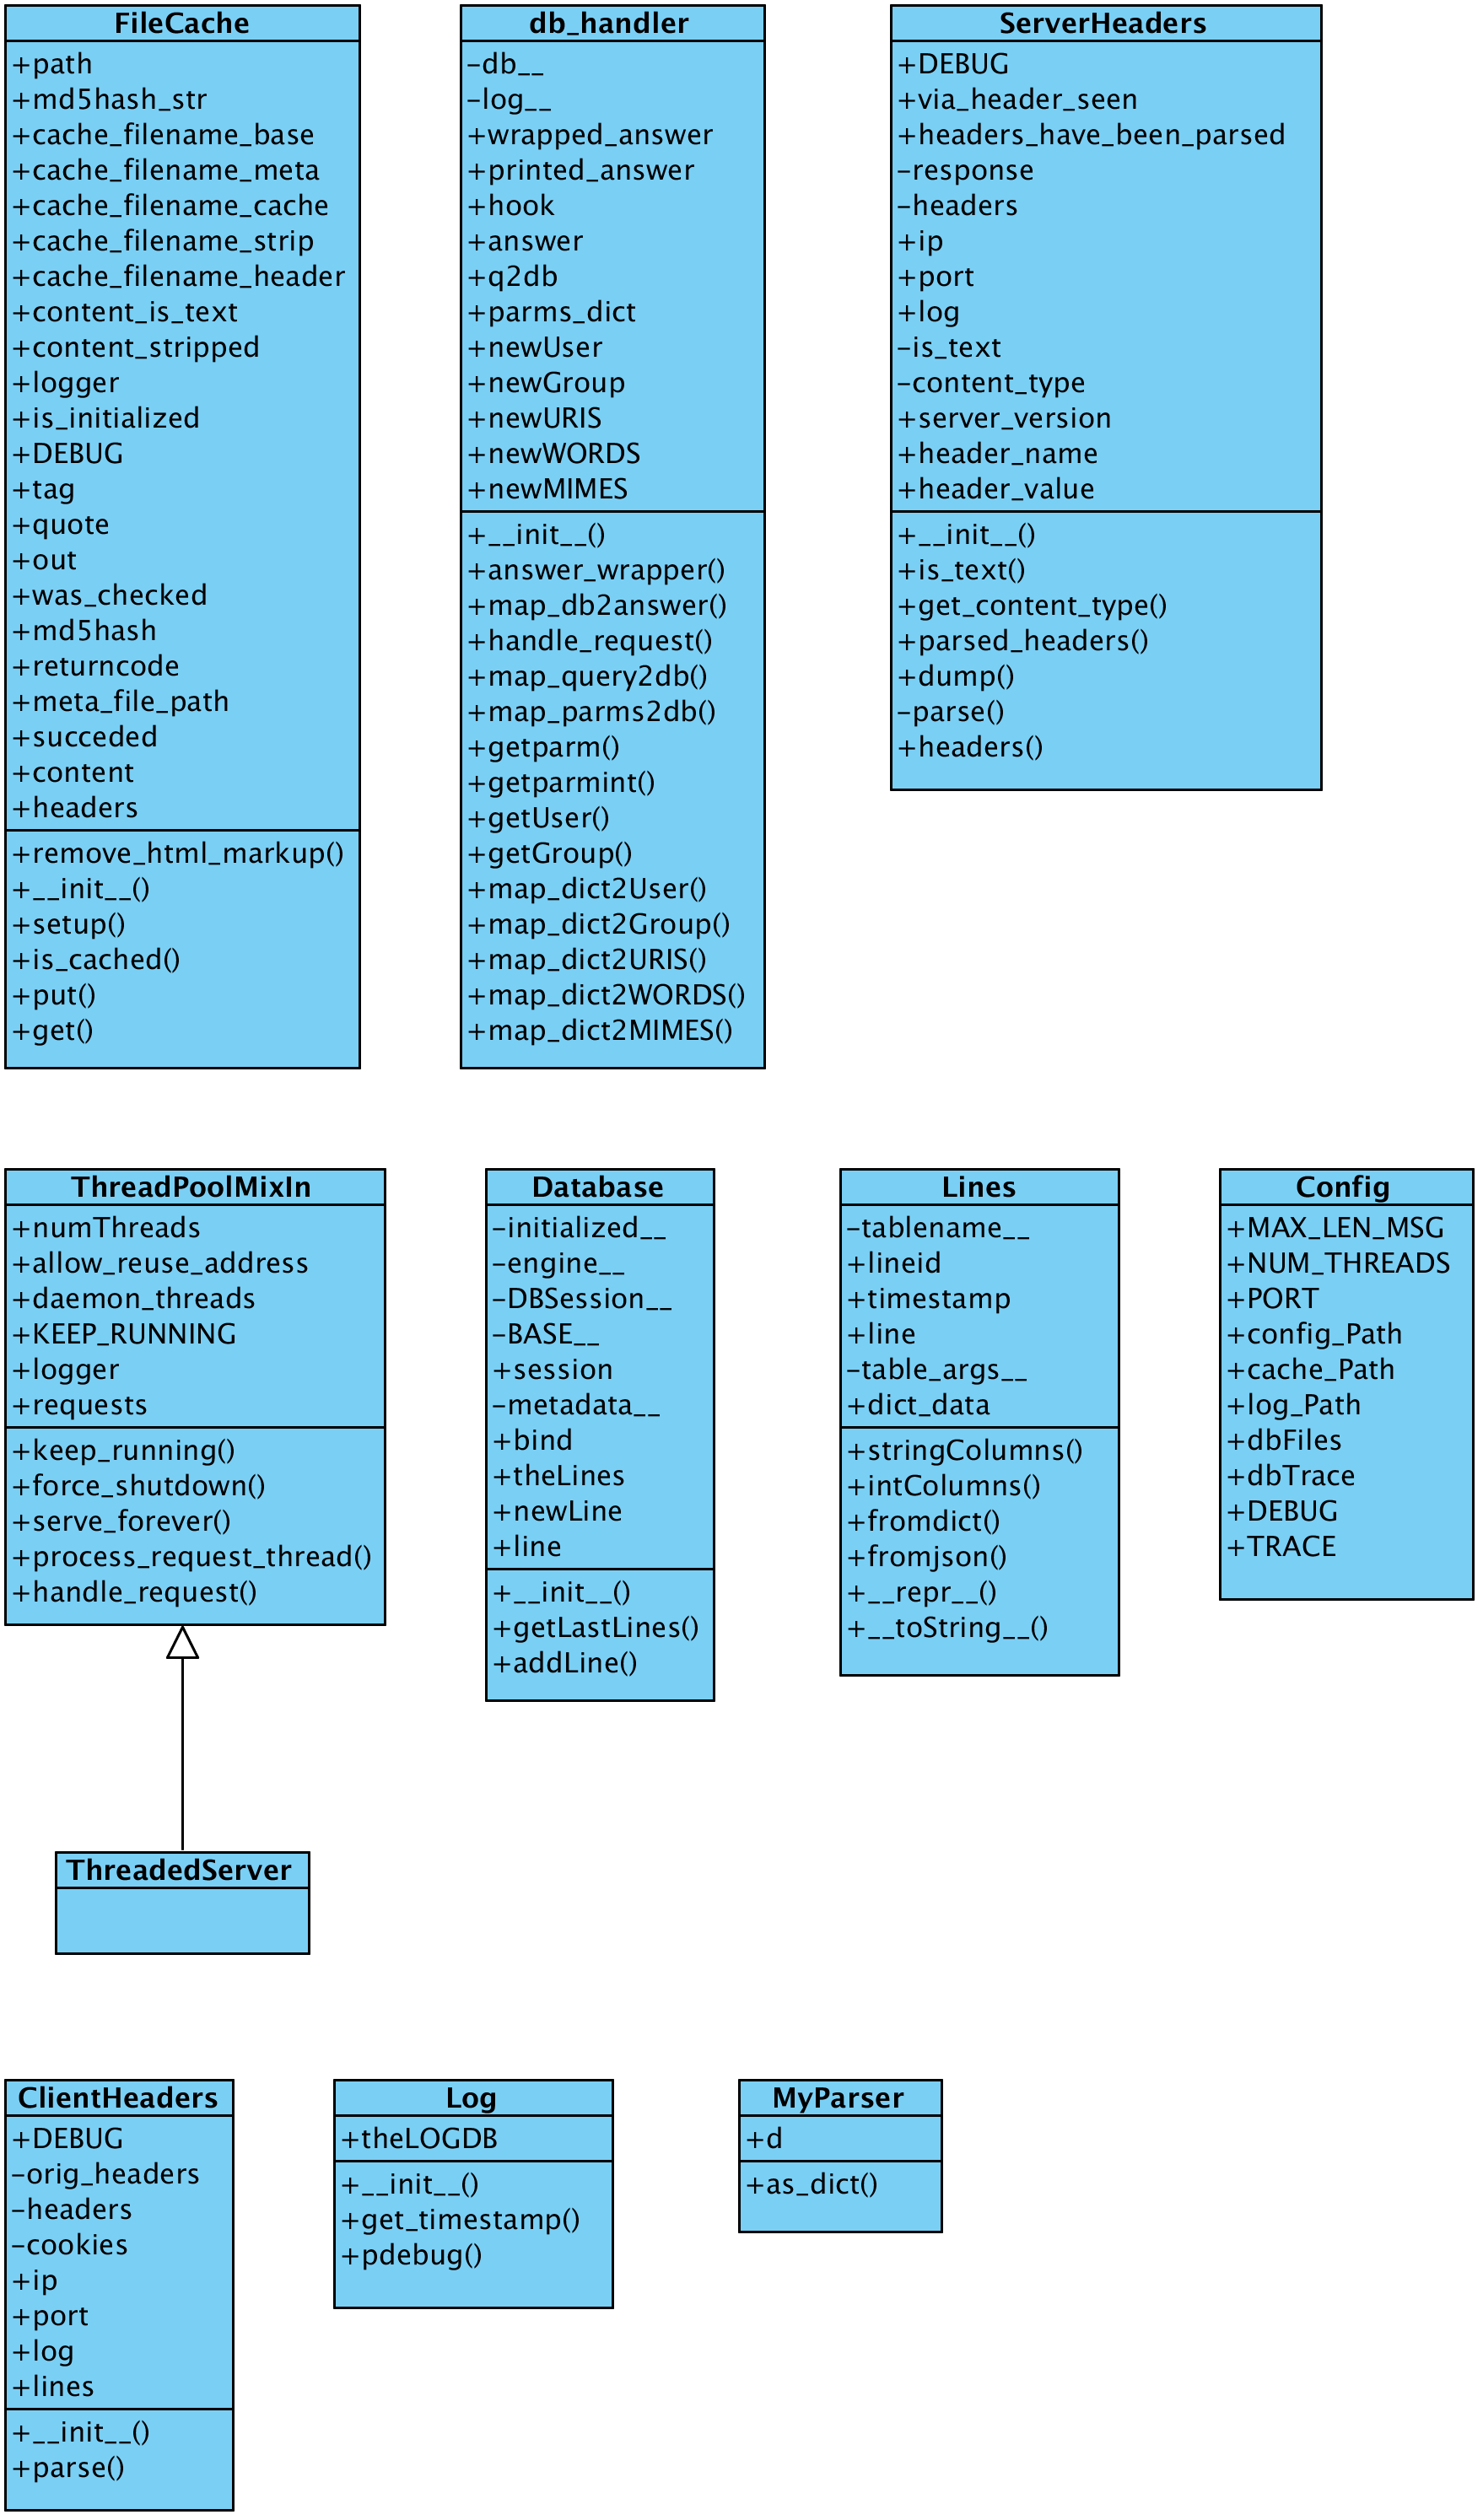 FileCache
+path
+md5hash_str
+cache_filename_base
+cache_filename_meta
+cache_filename_cache
+cache_filename_strip
+cache_filename_header
+content_is_text
+content_stripped
+logger
+is_initialized
+DEBUG
+tag
+quote
+out
+was_checked
+md5hash
+returncode
+meta_file_path
+succeded
+content
+headers
+remove_html_markup()
+__init__()
+setup()
+is_cached()
+put()
+get()
db_handler
-db__
-log__
+wrapped_answer
+printed_answer
+hook
+answer
+q2db
+parms_dict
+newUser
+newGroup
+newURIS
+newWORDS
+newMIMES
+__init__()
+answer_wrapper()
+map_db2answer()
+handle_request()
+map_query2db()
+map_parms2db()
+getparm()
+getparmint()
+getUser()
+getGroup()
+map_dict2User()
+map_dict2Group()
+map_dict2URIS()
+map_dict2WORDS()
+map_dict2MIMES()
ServerHeaders
+DEBUG
+via_header_seen
+headers_have_been_parsed
-response
-headers
+ip
+port
+log
-is_text
-content_type
+server_version
+header_name
+header_value
+__init__()
+is_text()
+get_content_type()
+parsed_headers()
+dump()
-parse()
+headers()
ThreadPoolMixIn
+numThreads
+allow_reuse_address
+daemon_threads
+KEEP_RUNNING
+logger
+requests
+keep_running()
+force_shutdown()
+serve_forever()
+process_request_thread()
+handle_request()
Database
-initialized__
-engine__
-DBSession__
-BASE__
+session
-metadata__
+bind
+theLines
+newLine
+line
+__init__()
+getLastLines()
+addLine()
Lines
-tablename__
+lineid
+timestamp
+line
-table_args__
+dict_data
+stringColumns()
+intColumns()
+fromdict()
+fromjson()
+__repr__()
+__toString__()
Config
+MAX_LEN_MSG
+NUM_THREADS
+PORT
+config_Path
+cache_Path
+log_Path
+dbFiles
+dbTrace
+DEBUG
+TRACE
ThreadedServer
ClientHeaders
+DEBUG
-orig_headers
-headers
-cookies
+ip
+port
+log
+lines
+__init__()
+parse()
Log
+theLOGDB
+__init__()
+get_timestamp()
+pdebug()
MyParser
+d
+as_dict()